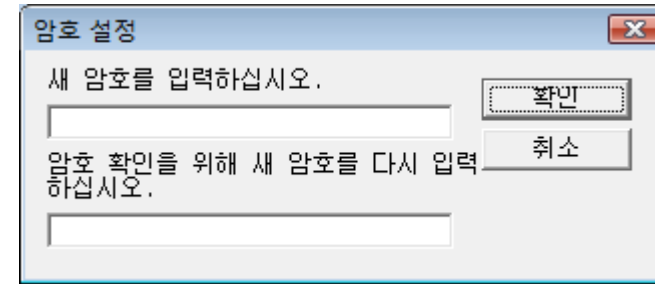 암호 설정
새 암호를 입력하십시오.
확인
취소
암호 확인을 위해 새 암호를 다시 입력
하십시오.